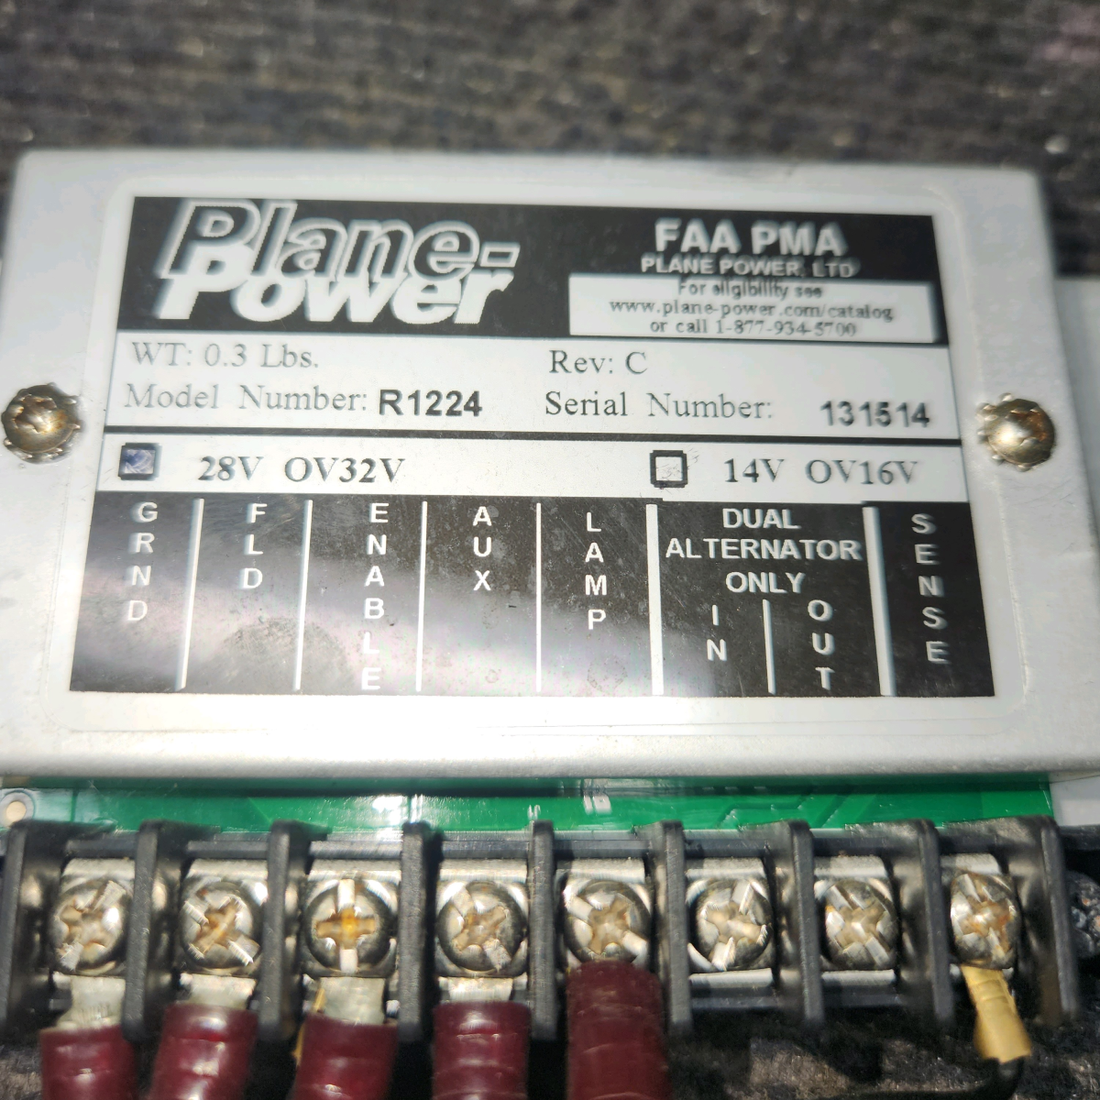 Plane-
Power
FAA PMA
PLANE POWER, LTD
For eligibility see
www.plane-power.com/catalog
or call 1-877-934-5700
WT: 0.3 Lbs.
Rev: C
Model Number: R1224
Serial Number: 131514
28V OV32V
14V OV16V
GRND
FLD
ENABLE
AUX
LAMP
DUAL
ALTERNATOR
ONLY
IN
OUT
SENSE